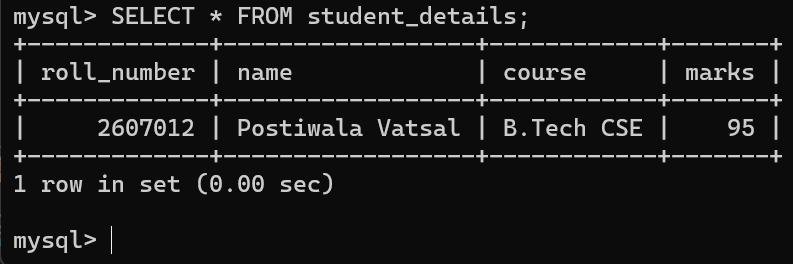 mysql> SELECT * FROM student_details;
+-------------+------------------+-------------+-------+
| roll_number | name             | course      | marks |
+-------------+------------------+-------------+-------+
|     2607012 | Postiwala Vatsal | B.Tech CSE |    95 |
+-------------+------------------+-------------+-------+
1 row in set (0.00 sec)
mysql>